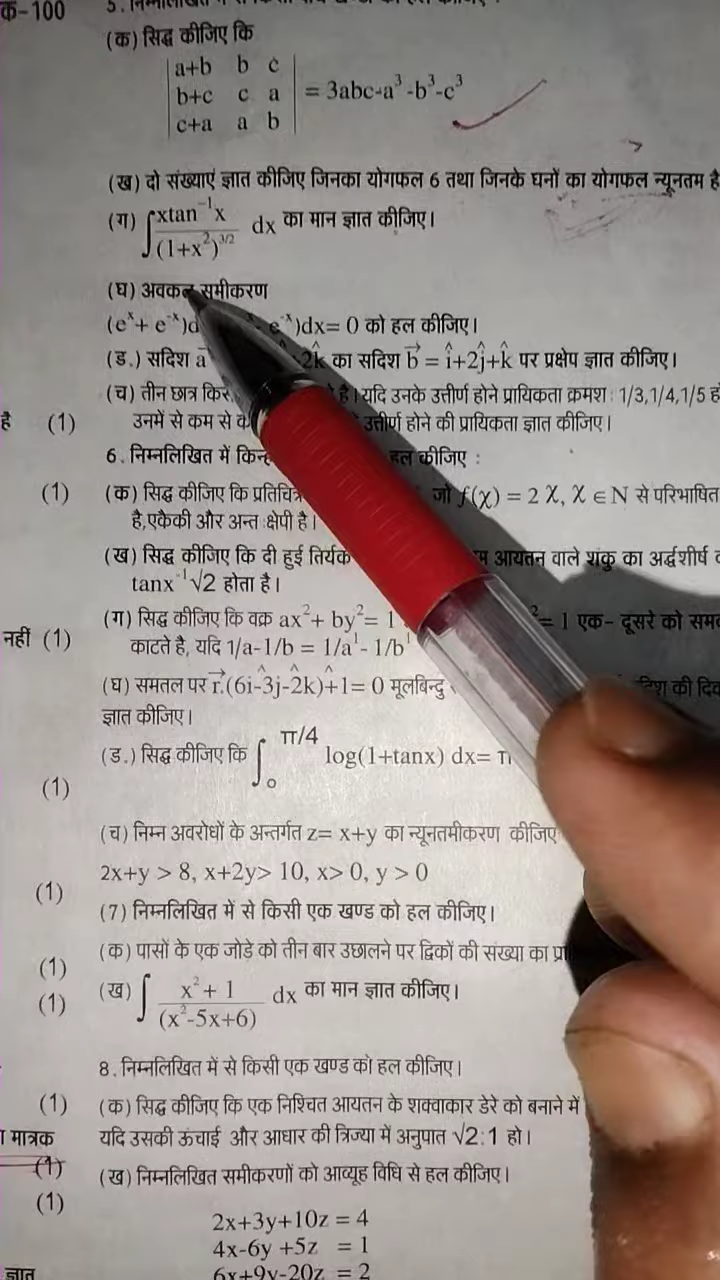 क-100
5. निम्नलिखित में से किसी
(क) सिद्ध कीजिए कि
a+b b c
b+c c a = 3abc-a³-b³-c³
c+a a b
(ख) दो संख्याएं ज्ञात कीजिए जिनका योगफल 6 तथा जिनके घनों का योगफल न्यूनतम है
(ग) ∫ xtan⁻¹x / (1+x²)^3/2 dx का मान ज्ञात कीजिए।
(घ) अवकल समीकरण
(eˣ+ e⁻ˣ)d e⁻ˣ)dx= 0 को हल कीजिए।
(ड.) सदिश a⃗ 2k̂ का सदिश b⃗ = î+2ĵ+k̂ पर प्रक्षेप ज्ञात कीजिए।
(च) तीन छात्र है। यदि उनके उत्तीर्ण होने प्रायिकता क्रमश: 1/3,1/4,1/5 ह
है (1) उनमें से कम से उत्तीर्ण होने की प्रायिकता ज्ञात कीजिए।
6. निम्नलिखित में हल कीजिए :
(1) (क) सिद्ध कीजिए कि जो f(χ) = 2 χ, χ ∈ N से परिभाषित
है,एकैकी और अन्त:क्षेपी है।
(ख) सिद्ध कीजिए कि दी हुई तिर्यक आयतन वाले शंकु का अर्द्धशीर्ष
tanx⁻¹√2 होता है।
(ग) सिद्ध कीजिए कि वक्र ax²+ by²= 1 ²= 1 एक- दूसरे को
नहीं (1) काटते है, यदि 1/a-1/b = 1/a¹- 1/b¹
(घ) समतल पर r⃗.(6î-3ĵ-2k̂)+1= 0 मूलबिन्दु की
ज्ञात कीजिए।
(ड.) सिद्ध कीजिए कि ∫₀^π/4 log(1+tanx) dx=
(1)
(च) निम्न अवरोधों के अन्तर्गत z= x+y का न्यूनतमीकरण कीजिए
2x+y > 8, x+2y> 10, x> 0, y > 0
(1)
(7) निम्नलिखित में से किसी एक खण्ड को हल कीजिए।
(क) पासों के एक जोड़े को तीन बार उछालने पर द्विकों की संख्या का
(1)
(1) (ख) ∫ x²+ 1 / (x²-5x+6) dx का मान ज्ञात कीजिए।
8. निम्नलिखित में से किसी एक खण्ड को हल कीजिए।
(1) (क) सिद्ध कीजिए कि एक निश्चित आयतन के शक्वाकार डेरे को बनाने में
मात्रक यदि उसकी ऊंचाई और आधार की त्रिज्या में अनुपात √2:1 हो।
(1) (ख) निम्नलिखित समीकरणों को आव्यूह विधि से हल कीजिए।
(1)
2x+3y+10z = 4
4x-6y +5z = 1
ज्ञात 6x+9y-20z = 2